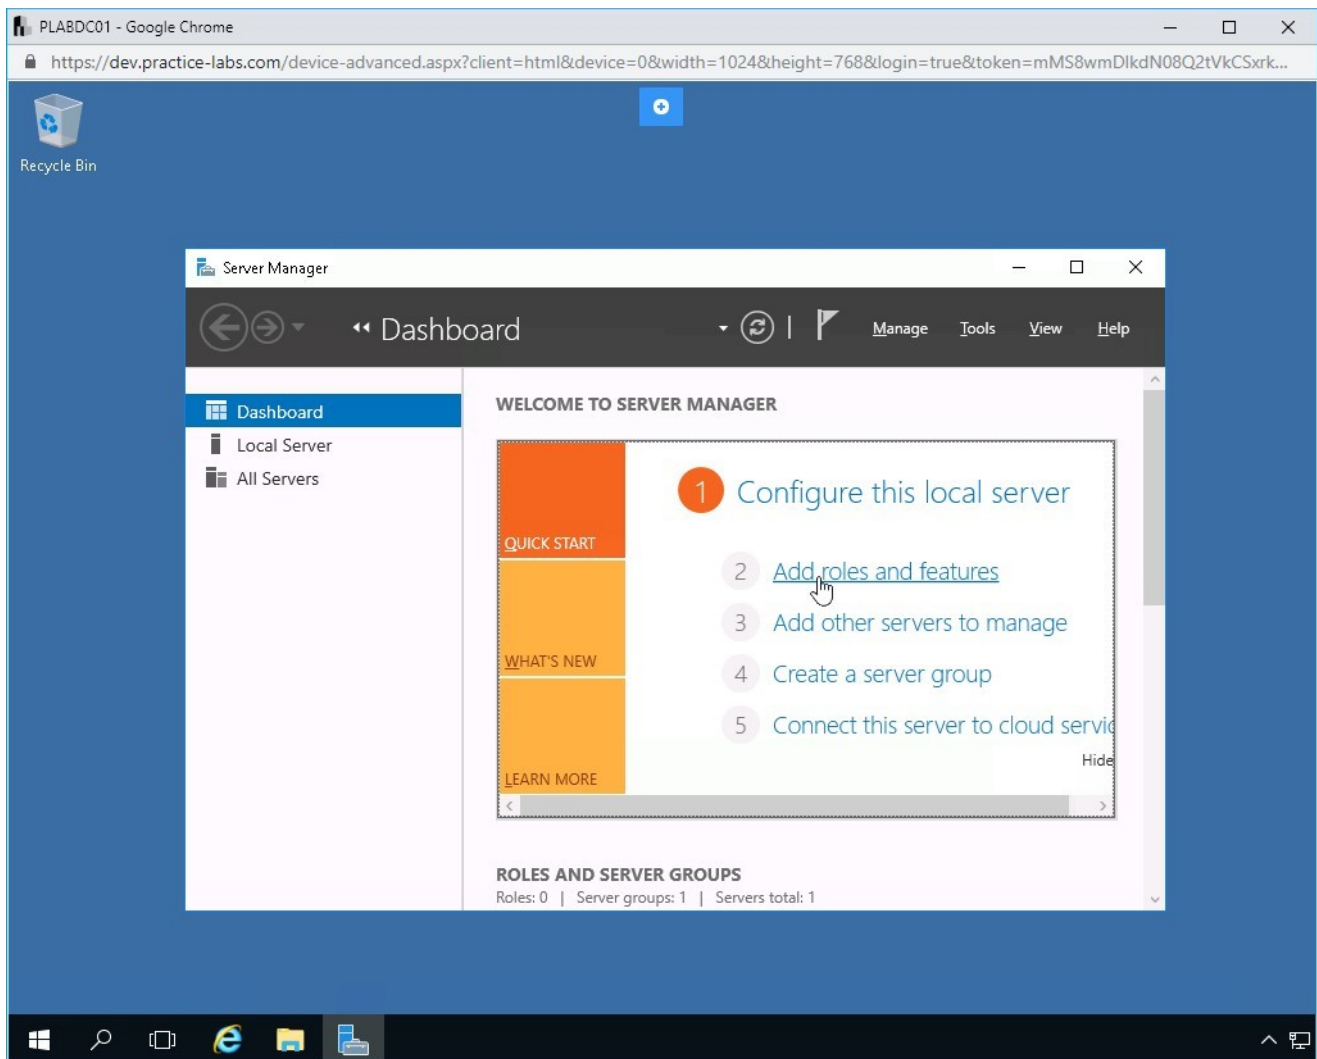 PLABDC01 - Google Chrome
https://dev.practice-labs.com/device-advanced.aspx?client=html&device=0&width=1024&height=768&login=true&token=mMS8wmDlkdN08Q2tVkCSxrk...
Recycle Bin
Server Manager
Dashboard
Manage Tools View Help
Dashboard
Local Server
All Servers
WELCOME TO SERVER MANAGER
QUICK START
WHAT'S NEW
LEARN MORE
1 Configure this local server
2 Add roles and features
3 Add other servers to manage
4 Create a server group
5 Connect this server to cloud servic
Hide
ROLES AND SERVER GROUPS
Roles: 0 | Server groups: 1 | Servers total: 1